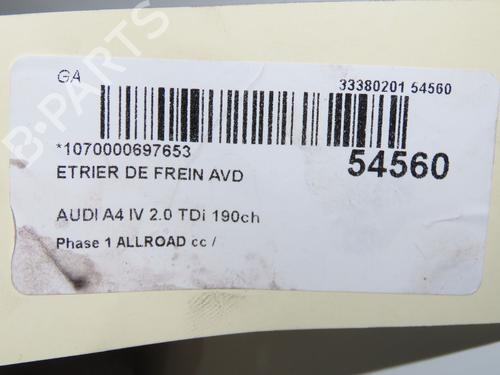 GA
33380201 54560
*1070000697653
54560
ETRIER DE FREIN AVD
AUDI A4 IV 2.0 TDi 190ch
Phase 1 ALLROAD cc /
B-PARTS